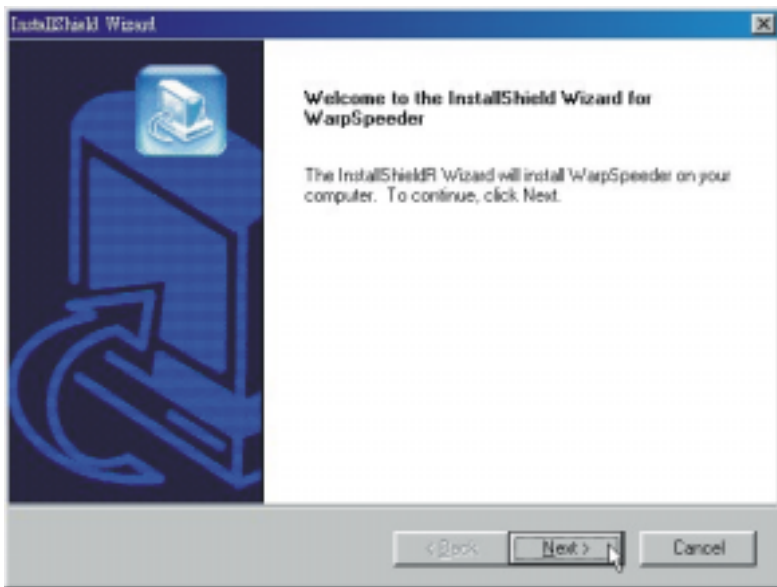 InstallShield Wizard
Welcome to the InstallShield Wizard for
WarpSpeeder
The InstallShieldR Wizard will install WarpSpeeder on your
computer. To continue, click Next.
< Back
Next >
Cancel